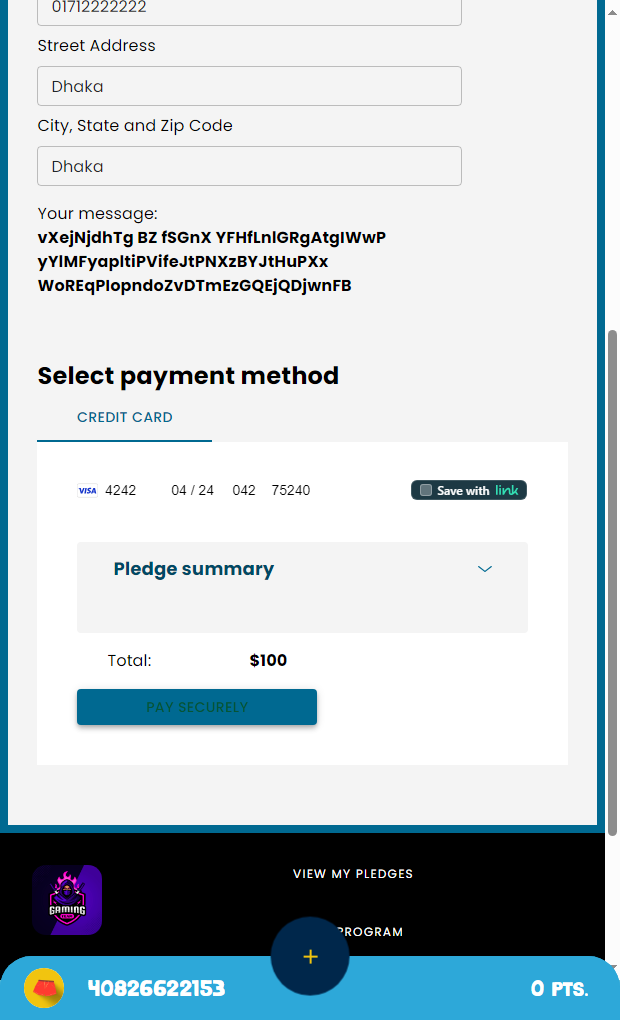 01712222222
Street Address
Dhaka
City, State and Zip Code
Dhaka
Your message:
vXejNjdhTg BZ fSGnX YFHfLnlGRgAtgIWwP
yYlMFyapltiPVifeJtPNXzBYJtHuPXx
WoREqPlopndoZvDTmEzGQEjQDjwnFB
Select payment method
CREDIT CARD
VISA 4242 04 / 24 042 75240 Save with link
Pledge summary
Total: $100
PAY SECURELY
VIEW MY PLEDGES
GAMING
PROGRAM
40826622153 0 PTS.